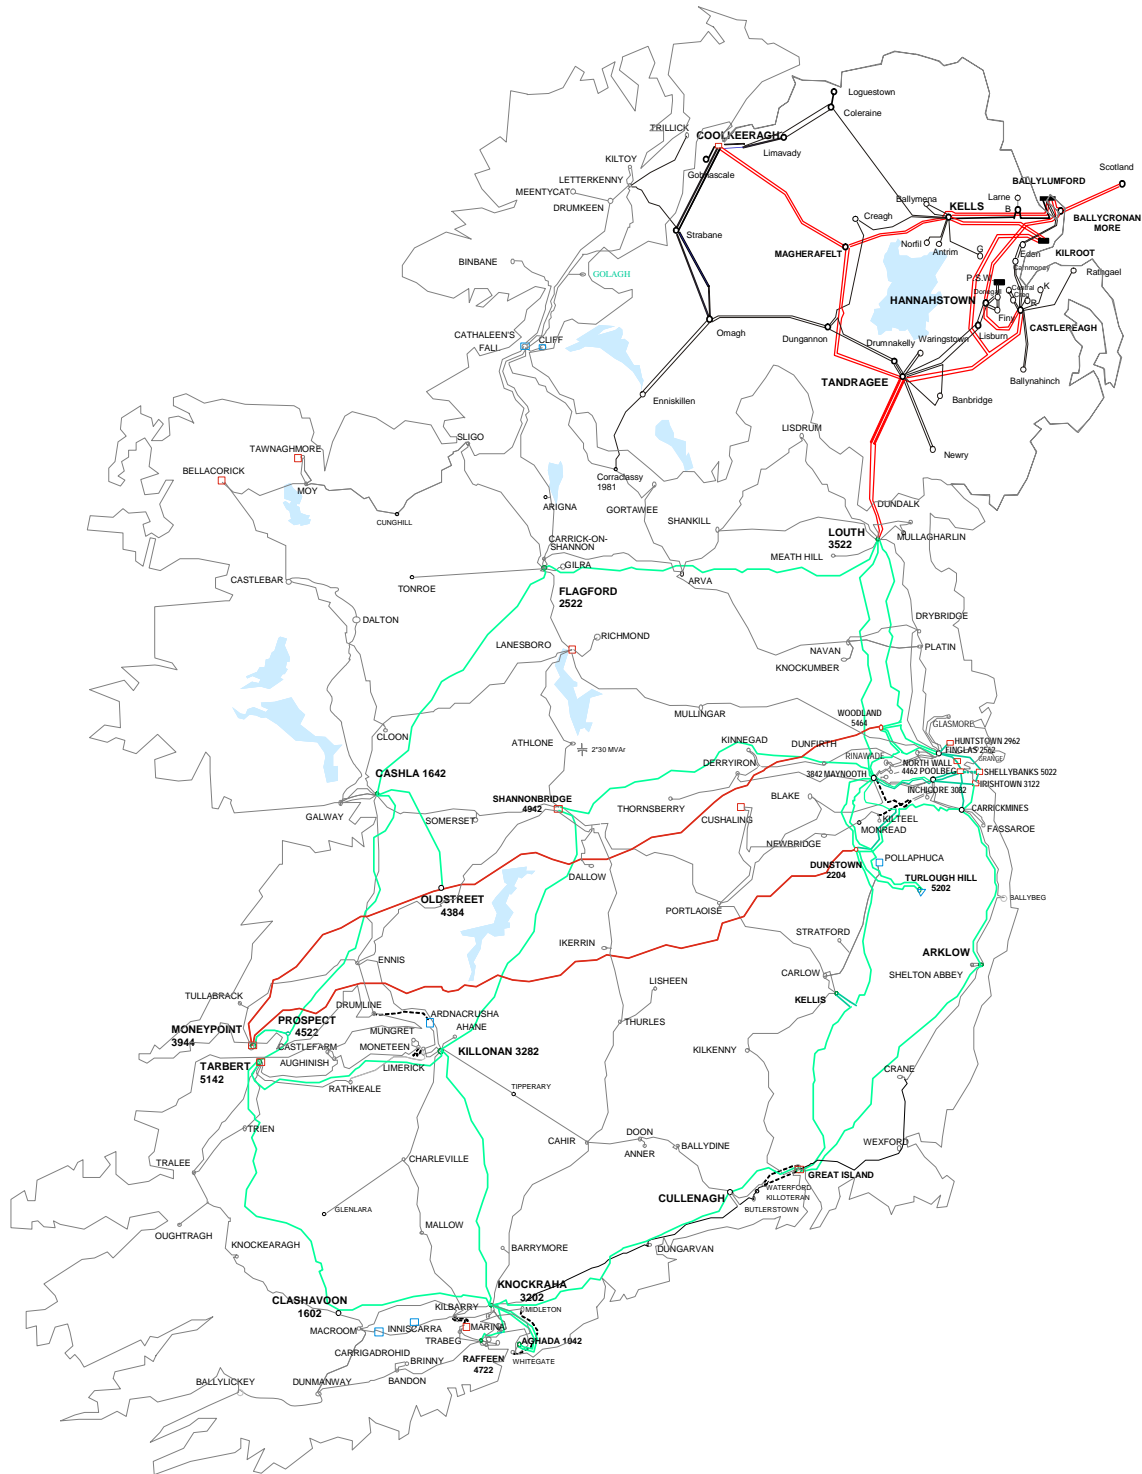 Loguestown
Coleraine
TRILLICK
COOLKEERAGH
Limavady
KILTOY
Scotland
LETTERKENNY
Gortnascale
BALLYLUMFORD
MEENTYCAT
DRUMKEEN
Ballymena
Larne
KELLS
B
BALLYCRONAN
MORE
Creagh
Strabane
Norfil
Antrim
G
Eden
KILROOT
MAGHERAFELT
BINBANE
GOLAGH
Carnmoney
Rathgael
P.S.W.
Donegall
Central
K
Creg
R
HANNAHSTOWN
Finy
CASTLEREAGH
Omagh
Dungannon
Lisburn
CATHALEEN'S
FALL
CLIFF
Drumnakelly
Waringstown
Ballynahinch
TANDRAGEE
Enniskillen
Banbridge
LISDRUM
SLIGO
Newry
TAWNAGHMORE
BELLACORICK
Corraclassy
1981
MOY
ARIGNA
DUNDALK
GORTAWEE
CUNGHILL
SHANKILL
LOUTH
3522
MULLAGHARLIN
CARRICK-ON-
SHANNON
MEATH HILL
GILRA
CASTLEBAR
TONROE
ARVA
FLAGFORD
2522
DALTON
DRYBRIDGE
LANESBORO
RICHMOND
NAVAN
PLATIN
KNOCKUMBER
MULLINGAR
WOODLAND
5464
GLASMORE
CLOON
ATHLONE
2*30 MVAr
KINNEGAD
DUNFIRTH
HUNTSTOWN 2962
FINGLAS 2562
RINAWADE
GRANGE
DERRYIRON
NORTH WALL
CASHLA 1642
3842 MAYNOOTH
4462 POOLBEG
SHELLYBANKS 5022
IRISHTOWN 3122
INCHICORE 3082
SHANNONBRIDGE
4942
THORNSBERRY
BLAKE
CARRICKMINES
GALWAY
SOMERSET
CUSHALING
KILTEEL
FASSAROE
MONREAD
NEWBRIDGE
DUNSTOWN
2204
POLLAPHUCA
DALLOW
TURLOUGH HILL
5202
OLDSTREET
4384
BALLYBEG
PORTLAOISE
STRATFORD
IKERRIN
ARKLOW
ENNIS
CARLOW
SHELTON ABBEY
LISHEEN
TULLABRACK
KELLIS
DRUMLINE
ARDNACRUSHA
PROSPECT
4522
THURLES
MONEYPOINT
3944
MUNGRET
AHANE
CASTLEFARM
MONETEEN
KILLONAN 3282
KILKENNY
AUGHINISH
TARBERT
5142
LIMERICK
CRANE
RATHKEALE
TIPPERARY
TRIEN
DOON
CAHIR
ANNER
BALLYDINE
WEXFORD
TRALEE
CHARLEVILLE
GREAT ISLAND
CULLENAGH
WATERFORD
KILLOTERAN
BUTLERSTOWN
GLENLARA
OUGHTRAGH
MALLOW
KNOCKEARAGH
BARRYMORE
DUNGARVAN
KNOCKRAHA
3202
CLASHAVOON
1602
KILBARRY
MIDLETON
MACROOM
INNISCARRA
MARINA
TRABEG
AGHADA 1042
CARRIGADROHID
RAFFEEN
4722
BRINNY
WHITEGATE
BANDON
BALLYLICKEY
DUNMANWAY